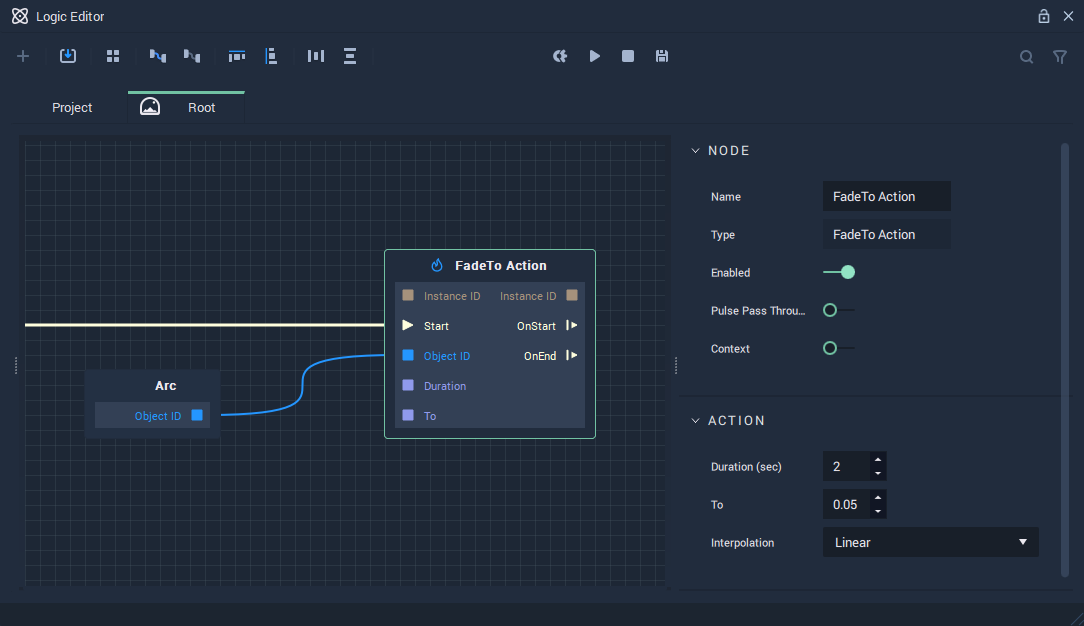 Logic Editor
Project
Root
FadeTo Action
Instance ID Instance ID
Start OnStart
Object ID OnEnd
Duration
To
Arc
Object ID
NODE
Name FadeTo Action
Type FadeTo Action
Enabled
Pulse Pass Throu...
Context
ACTION
Duration (sec) 2
To 0.05
Interpolation Linear